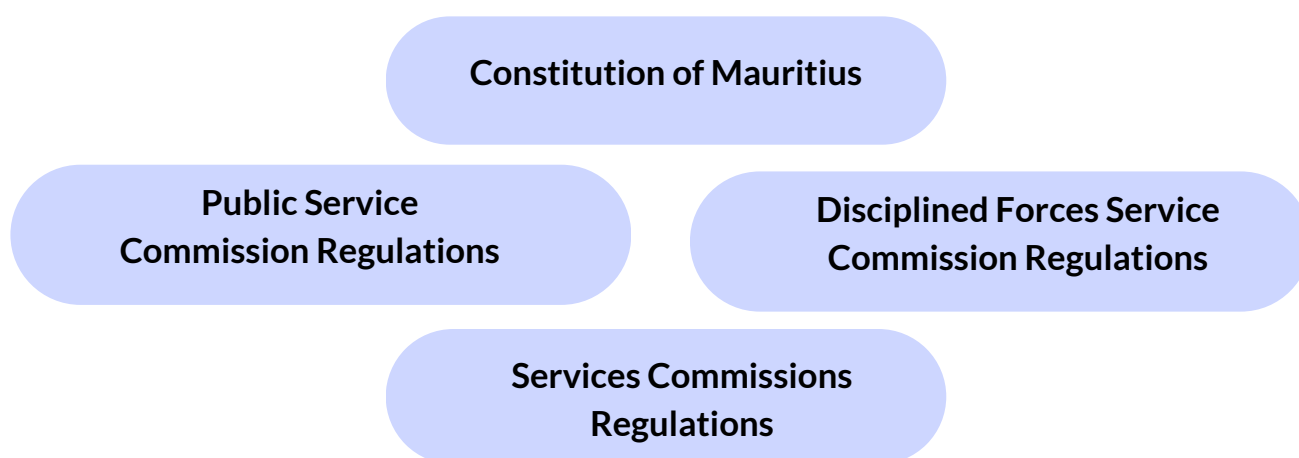 Constitution of Mauritius
Public Service
Commission Regulations
Disciplined Forces Service
Commission Regulations
Services Commissions
Regulations